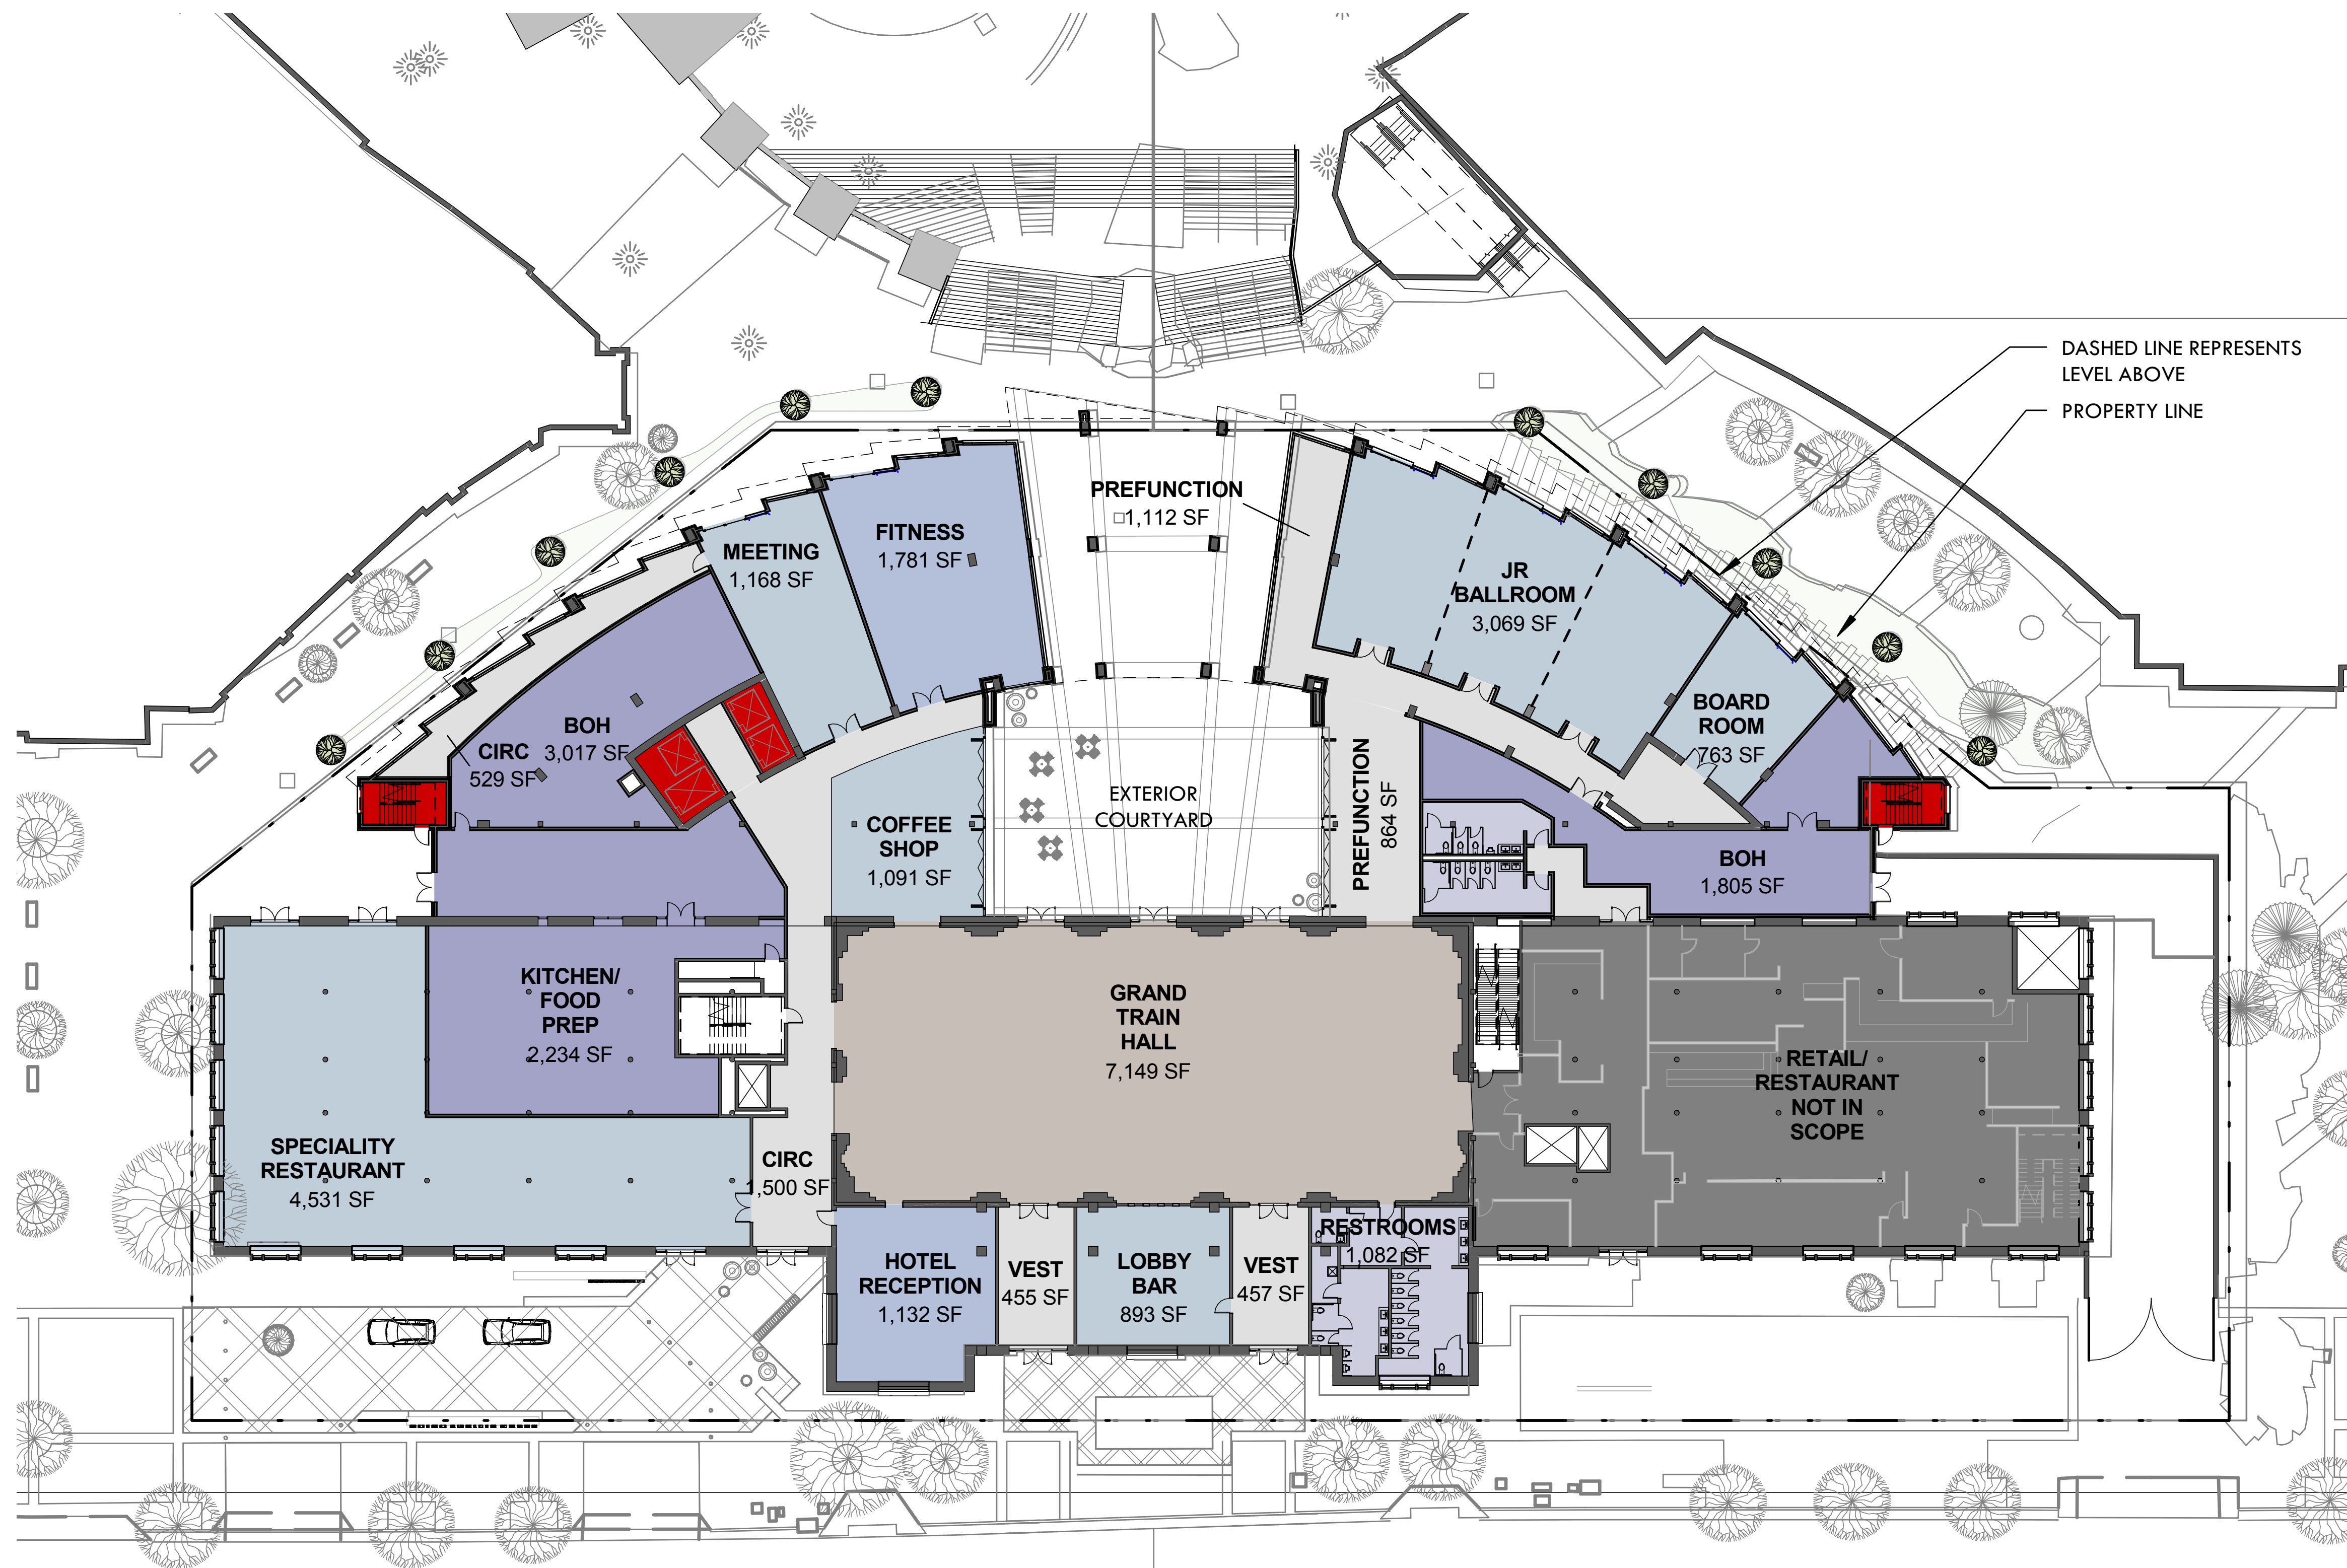 DASHED LINE REPRESENTS
LEVEL ABOVE
PROPERTY LINE
PREFUNCTION
1,112 SF
FITNESS
1,781 SF
MEETING
1,168 SF
JR
BALLROOM
3,069 SF
BOARD
ROOM
763 SF
BOH
3,017 SF
CIRC
529 SF
EXTERIOR
COURTYARD
PREFUNCTION
864 SF
COFFEE
SHOP
1,091 SF
BOH
1,805 SF
KITCHEN/
FOOD
PREP
2,234 SF
GRAND
TRAIN
HALL
7,149 SF
RETAIL/
RESTAURANT
NOT IN
SCOPE
SPECIALITY
RESTAURANT
4,531 SF
CIRC
1,500 SF
HOTEL
RECEPTION
1,132 SF
VEST
455 SF
LOBBY
BAR
893 SF
VEST
457 SF
RESTROOMS
1,082 SF